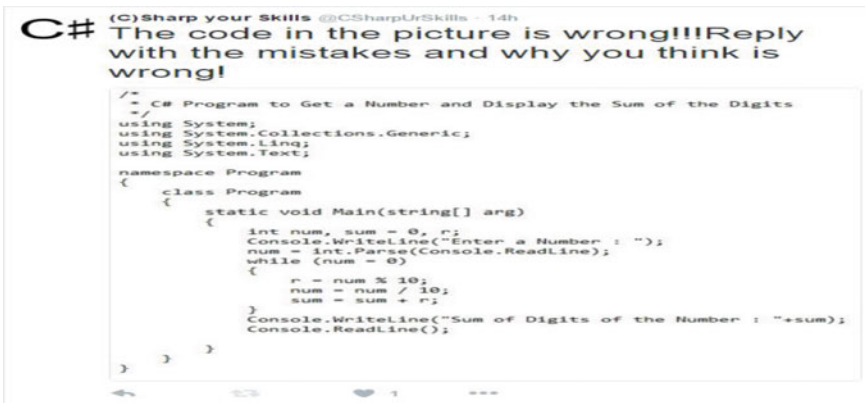 (C)Sharp your Skills @CSharpUrSkills · 14h
C# The code in the picture is wrong!!!Reply
with the mistakes and why you think is
wrong!
/*
 * C# Program to Get a Number and Display the Sum of the Digits
 */
using System;
using System.Collections.Generic;
using System.Linq;
using System.Text;
namespace Program
{
class Program
{
static void Main(string[] arg)
{
int num, sum = 0, r;
Console.WriteLine("Enter a Number : ");
num = int.Parse(Console.ReadLine);
while (num = 0)
{
r = num % 10;
num = num / 10;
sum = sum + r;
}
Console.WriteLine("Sum of Digits of the Number : "+sum);
Console.ReadLine();
}
}
}
1